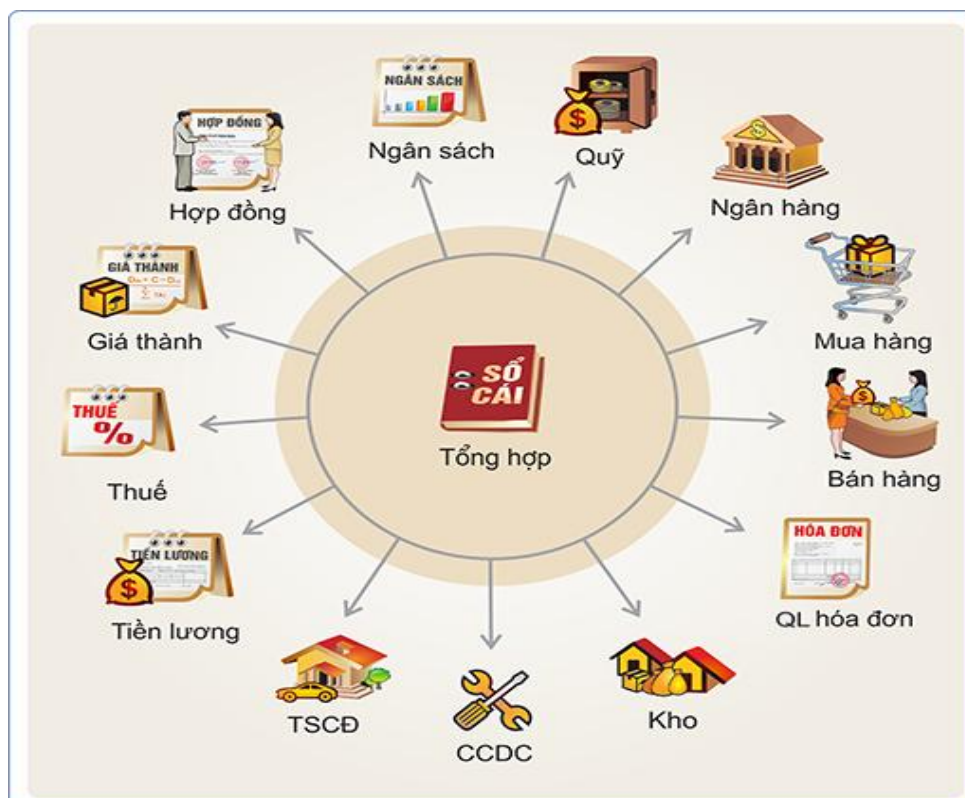 NGÂN SÁCH
Ngân sách
Quỹ
HỢP ĐỒNG
Hợp đồng
Ngân hàng
GIÁ THÀNH
Giá thành
Mua hàng
SỔ
CÁI
Tổng hợp
THUẾ
%
Thuế
Bán hàng
TIỀN LƯƠNG
Tiền lương
HÓA ĐƠN
QL hóa đơn
TSCĐ
CCDC
Kho